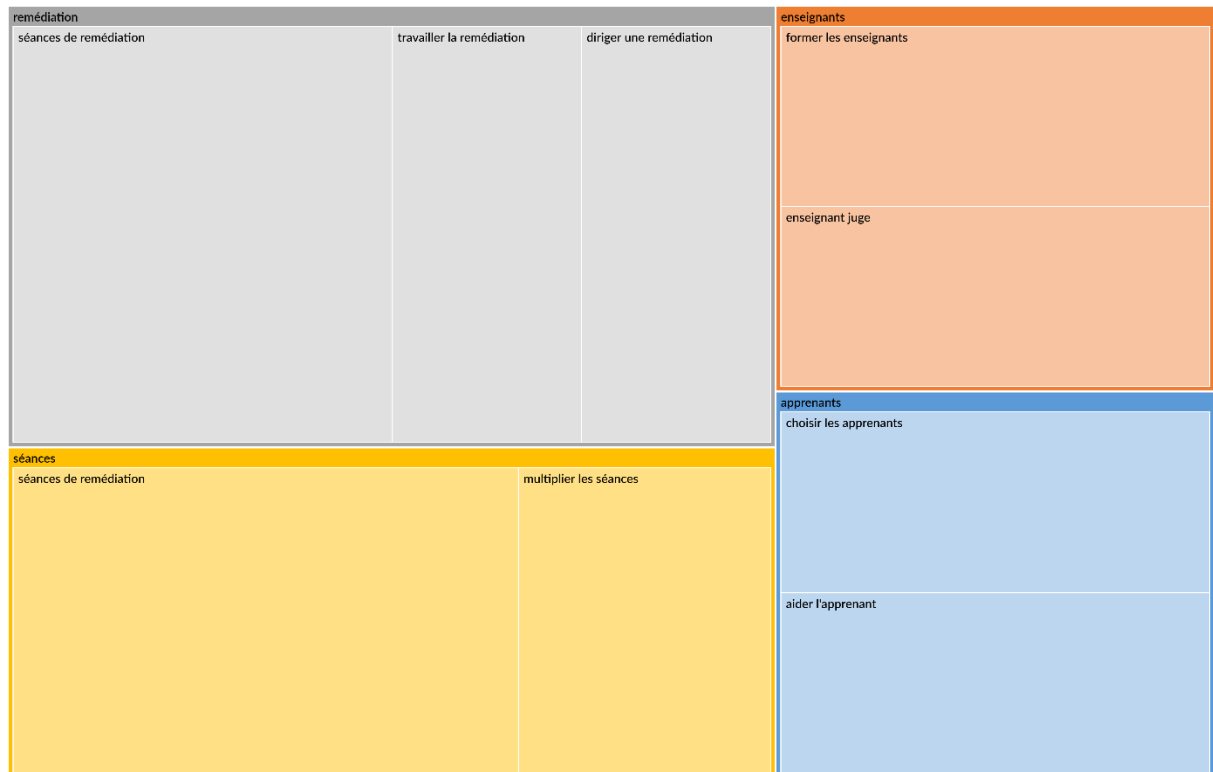 remédiation
séances de remédiation
travailler la remédiation
diriger une remédiation
séances
séances de remédiation
multiplier les séances
enseignants
former les enseignants
enseignant juge
apprenants
choisir les apprenants
aider l'apprenant